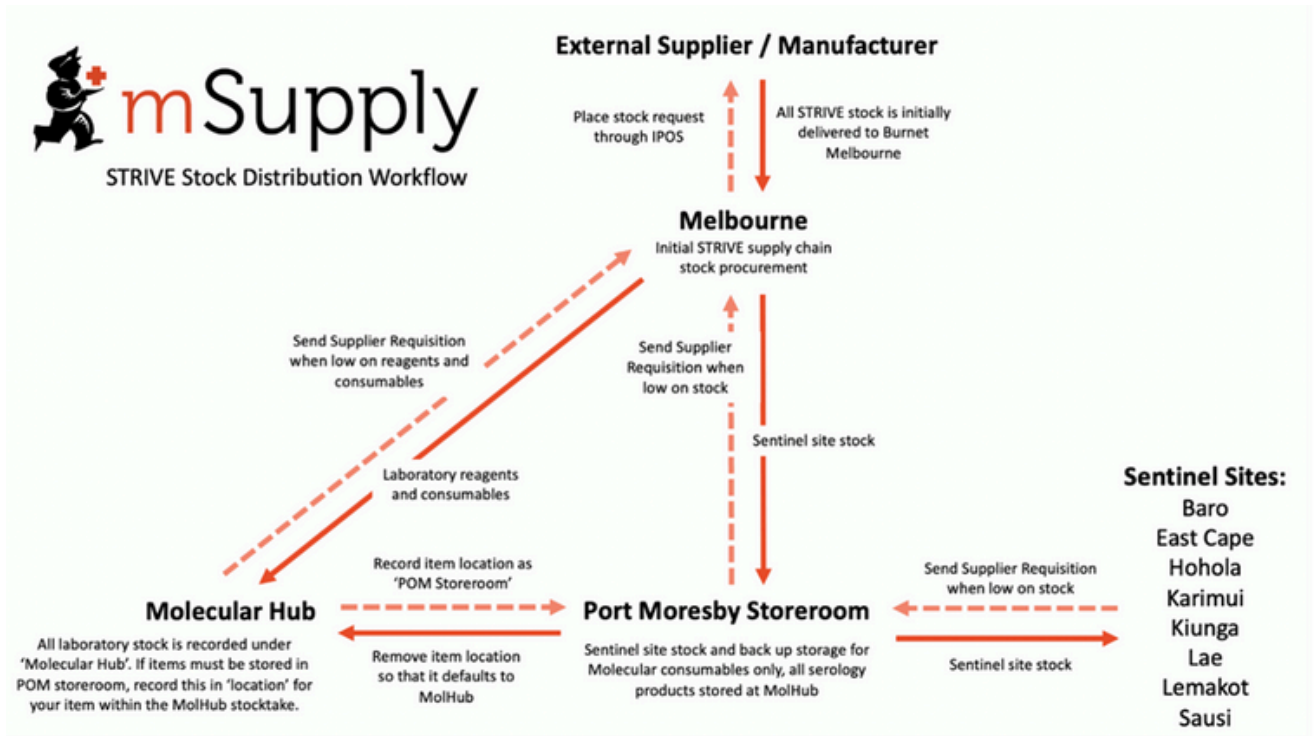 mSupply
STRIVE Stock Distribution Workflow
External Supplier / Manufacturer
Place stock request
through IPOS
All STRIVE stock is initially
delivered to Burnet
Melbourne
Melbourne
Initial STRIVE supply chain
stock procurement
Send Supplier Requisition
when low on reagents and
consumables
Send Supplier
Requisition when
low on stock
Sentinel site stock
Laboratory reagents
and consumables
Record item location as
‘POM Storeroom’
Molecular Hub
All laboratory stock is recorded under
‘Molecular Hub’. If items must be stored in
POM storeroom, record this in ‘location’ for
your item within the MolHub stocktake.
Remove item location
so that it defaults to
MolHub
Port Moresby Storeroom
Sentinel site stock and back up storage for
Molecular consumables only, all serology
products stored at MolHub
Send Supplier Requisition
when low on stock
Sentinel site stock
Sentinel Sites:
Baro
East Cape
Hohola
Karimui
Kiunga
Lae
Lemakot
Sausi